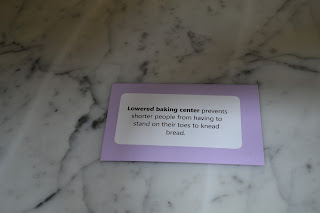 Lowered baking center prevents
shorter people from having to
stand on their toes to knead
bread.